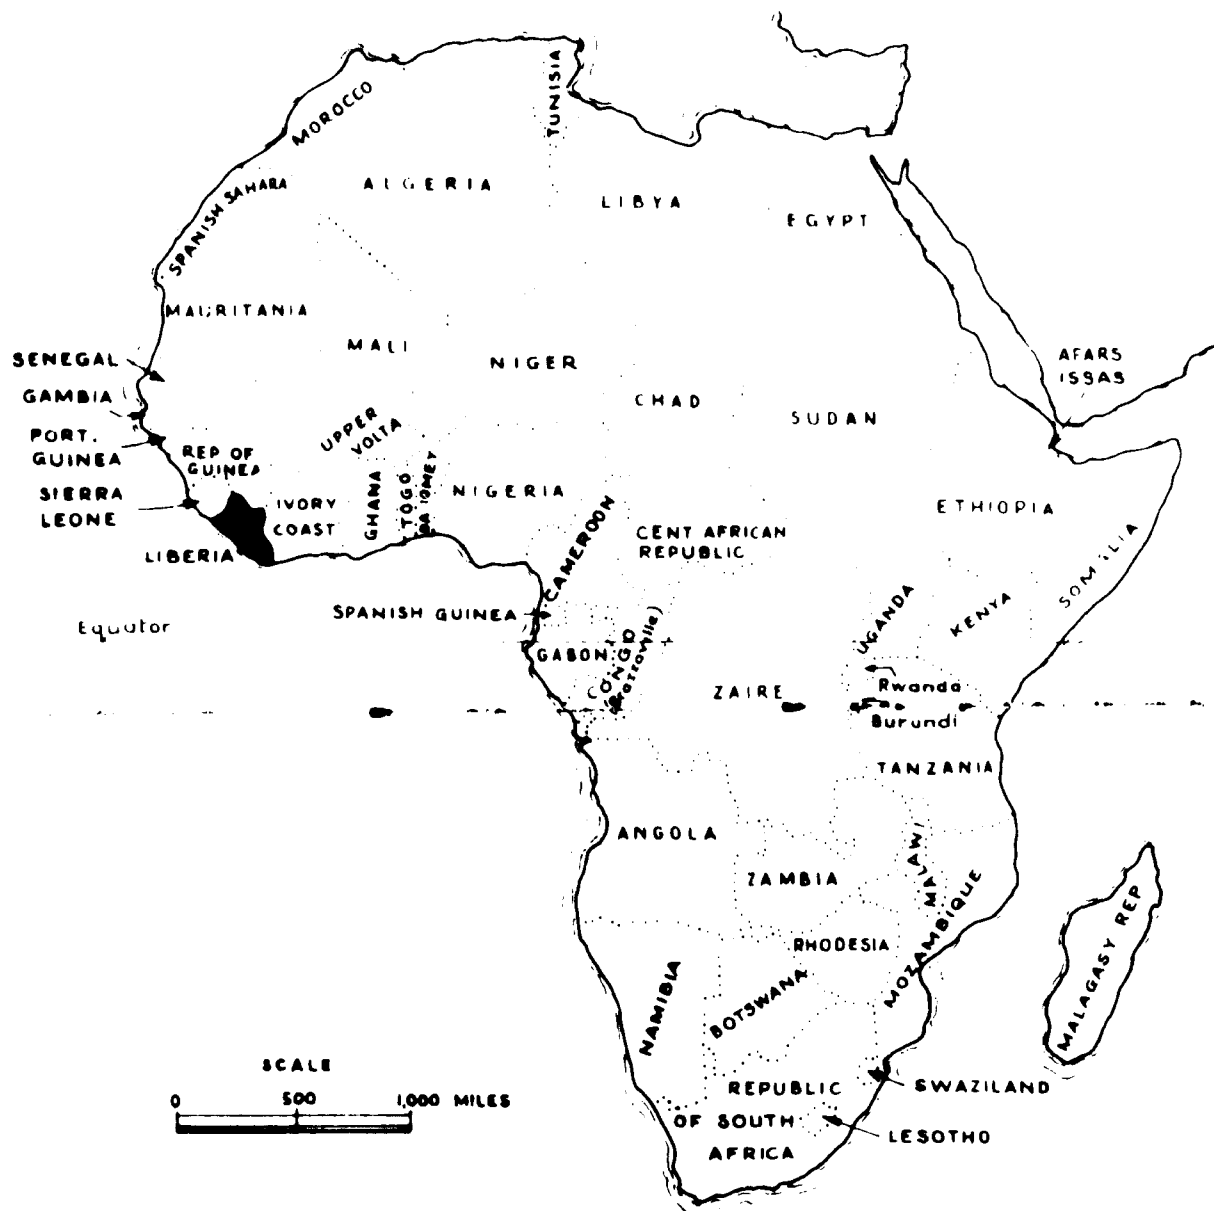 TUNISIA
MOROCCO
ALGERIA
SPANISH SAHARA
LIBYA
EGYPT
MAURITANIA
MALI
NIGER
SENEGAL
AFARS
ISSAS
GAMBIA
CHAD
SUDAN
UPPER
VOLTA
PORT.
GUINEA
REP OF
GUINEA
SIERRA
LEONE
IVORY
COAST
GHANA
TOGO
DAHOMEY
NIGERIA
ETHIOPIA
CAMEROON
CENT AFRICAN
REPUBLIC
LIBERIA
SOMALIA
SPANISH GUINEA
UGANDA
KENYA
Equator
GABON
CONGO
(Brazzaville)
ZAIRE
Rwanda
Burundi
TANZANIA
ANGOLA
MALAWI
ZAMBIA
MOZAMBIQUE
RHODESIA
MALAGASY REP
NAMIBIA
BOTSWANA
SCALE
0 500 1,000 MILES
REPUBLIC
OF SOUTH
AFRICA
SWAZILAND
LESOTHO